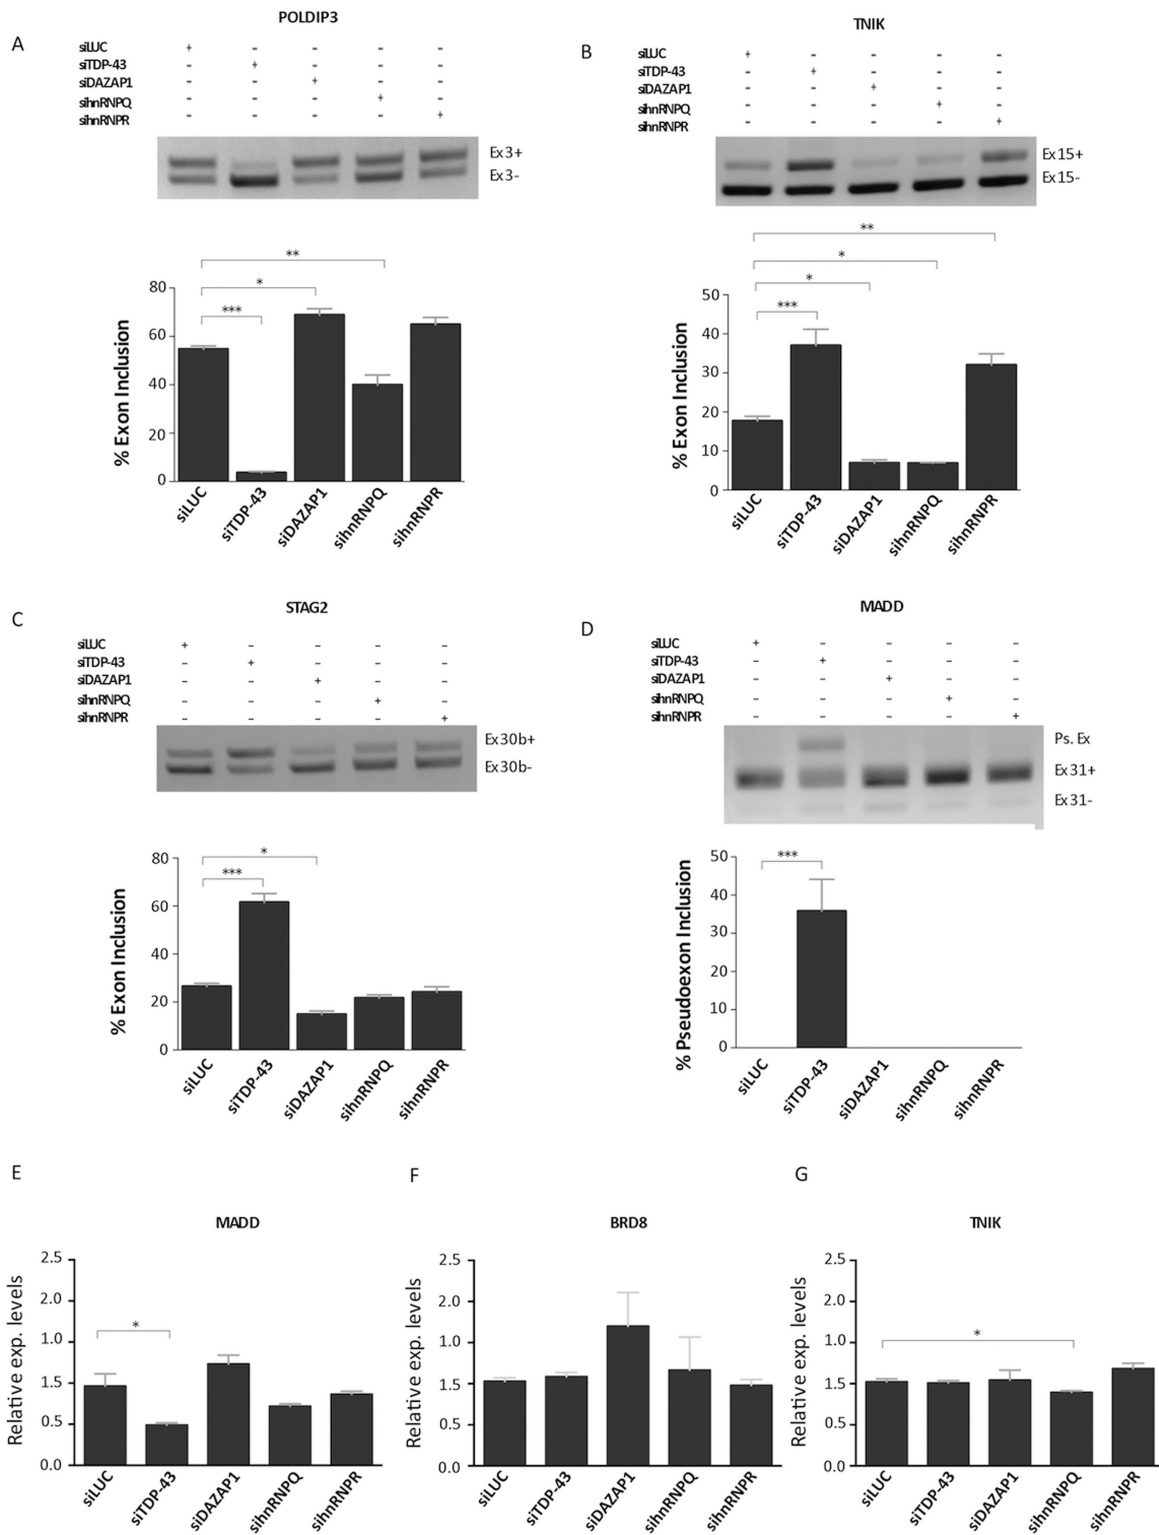 A
POLDIP3
siLUC + - - - -
siTDP-43 - + - - -
siDAZAP1 - - + - -
sihnRNPQ - - - + -
sihnRNPR - - - - +
Ex3+
Ex3-
**
*
***
% Exon Inclusion
80
60
40
20
0
siLUC siTDP-43 siDAZAP1 sihnRNPQ sihnRNPR
B
TNIK
siLUC + - - - -
siTDP-43 - + - - -
siDAZAP1 - - + - -
sihnRNPQ - - - + -
sihnRNPR - - - - +
Ex15+
Ex15-
**
*
*
***
% Exon Inclusion
50
40
30
20
10
0
siLUC siTDP-43 siDAZAP1 sihnRNPQ sihnRNPR
C
STAG2
siLUC + - - - -
siTDP-43 - + - - -
siDAZAP1 - - + - -
sihnRNPQ - - - + -
sihnRNPR - - - - +
Ex30b+
Ex30b-
*
***
% Exon Inclusion
80
60
40
20
0
siLUC siTDP-43 siDAZAP1 sihnRNPQ sihnRNPR
D
MADD
siLUC + - - - -
siTDP-43 - + - - -
siDAZAP1 - - + - -
sihnRNPQ - - - + -
sihnRNPR - - - - +
Ps. Ex
Ex31+
Ex31-
***
% Pseudoexon Inclusion
50
40
30
20
10
0
siLUC siTDP-43 siDAZAP1 sihnRNPQ sihnRNPR
E
MADD
Relative exp. levels
2.5
2.0
1.0
1.5
0.5
0.0
*
siLUC siTDP-43 siDAZAP1 sihnRNPQ sihnRNPR
F
BRD8
Relative exp. levels
2.5
2.0
1.0
1.5
0.5
0.0
siLUC siTDP-43 siDAZAP1 sihnRNPQ sihnRNPR
G
TNIK
Relative exp. levels
2.5
2.0
1.0
1.5
0.5
0.0
*
siLUC siTDP-43 siDAZAP1 sihnRNPQ sihnRNPR